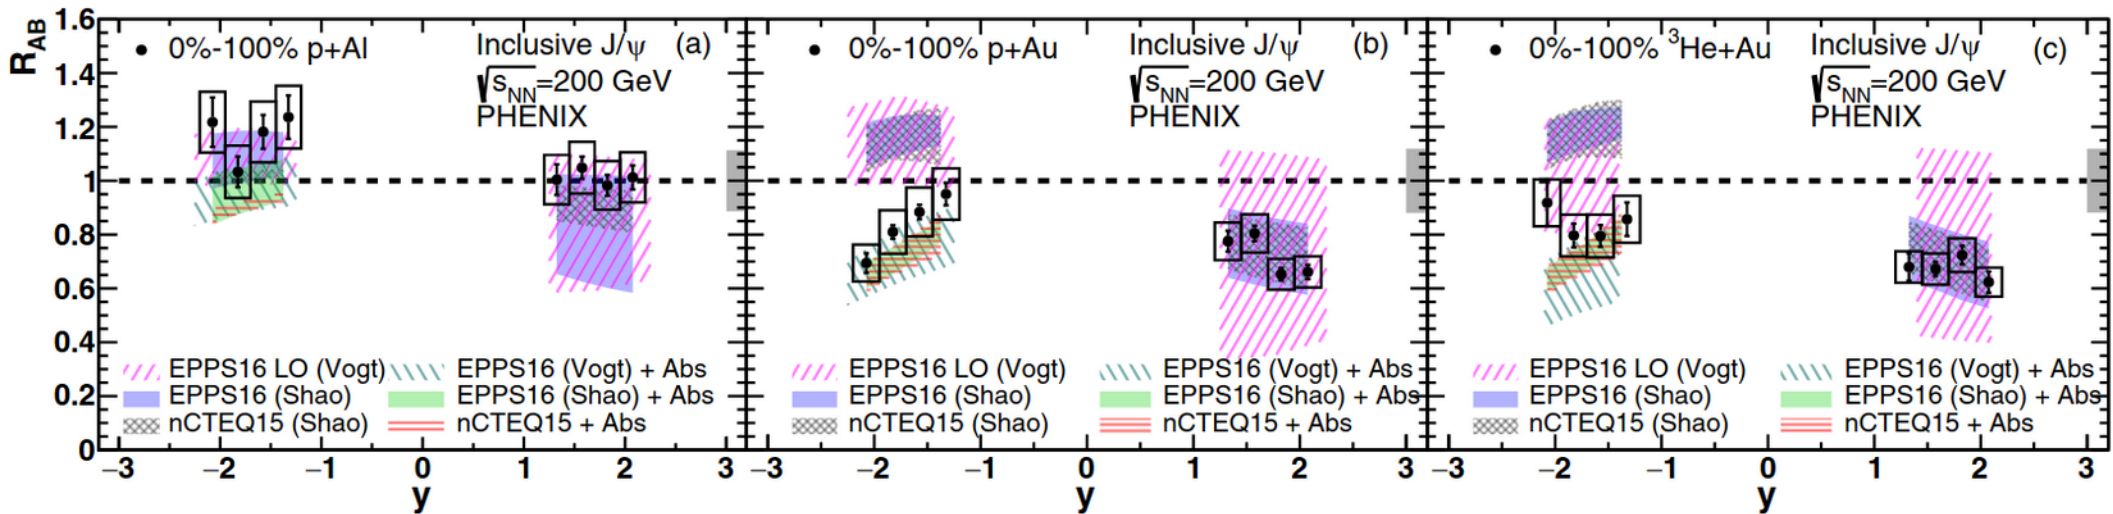 R_AB
1.6
1.4
1.2
1
0.8
0.6
0.4
0.2
0
0%-100% p+Al
Inclusive J/ψ (a)
√s_NN=200 GeV
PHENIX
EPPS16 LO (Vogt)
EPPS16 (Shao)
nCTEQ15 (Shao)
EPPS16 (Vogt) + Abs
EPPS16 (Shao) + Abs
nCTEQ15 + Abs
−3 −2 −1 0 1 2 3
y
0%-100% p+Au
Inclusive J/ψ (b)
√s_NN=200 GeV
PHENIX
EPPS16 LO (Vogt)
EPPS16 (Shao)
nCTEQ15 (Shao)
EPPS16 (Vogt) + Abs
EPPS16 (Shao) + Abs
nCTEQ15 + Abs
−3 −2 −1 0 1 2 3
y
0%-100% ³He+Au
Inclusive J/ψ (c)
√s_NN=200 GeV
PHENIX
EPPS16 LO (Vogt)
EPPS16 (Shao)
nCTEQ15 (Shao)
EPPS16 (Vogt) + Abs
EPPS16 (Shao) + Abs
nCTEQ15 + Abs
−3 −2 −1 0 1 2 3
y